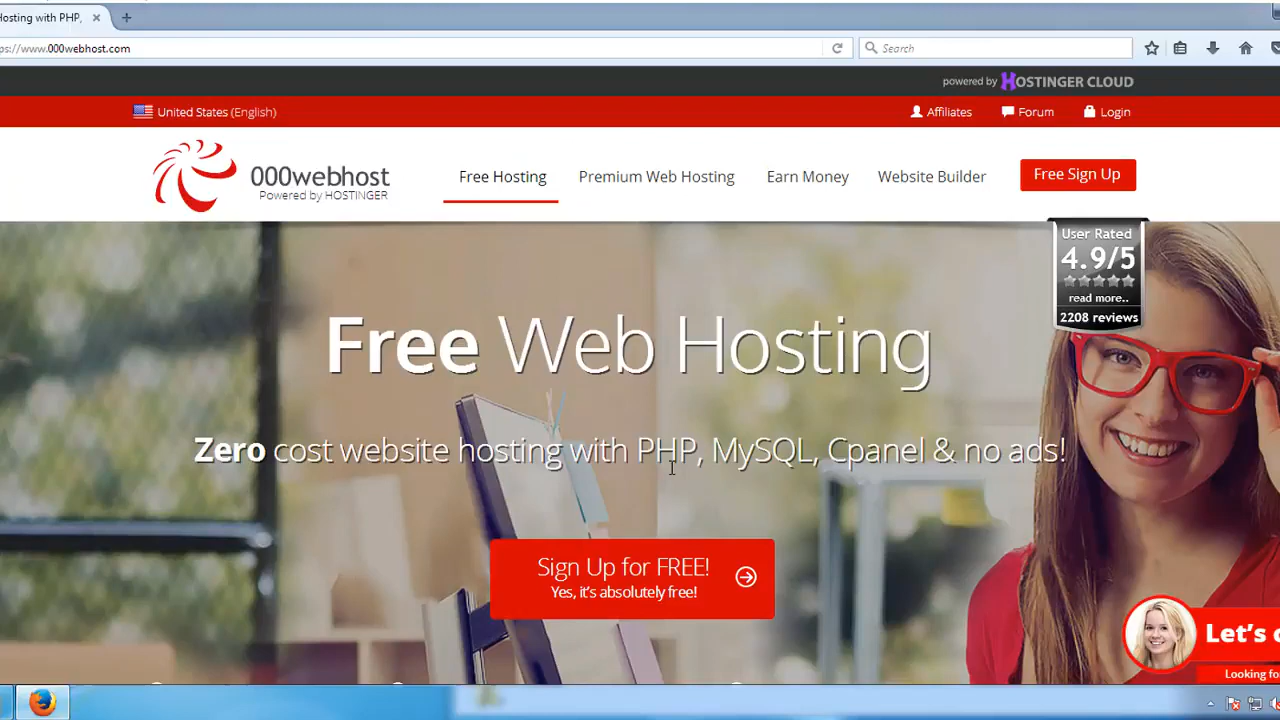 Hosting with PHP,
ps://www.000webhost.com
Search
powered by HOSTINGER CLOUD
United States (English)
Affiliates
Forum
Login
000webhost
Powered by HOSTINGER
Free Hosting
Premium Web Hosting
Earn Money
Website Builder
Free Sign Up
User Rated
4.9/5
read more..
2208 reviews
Free Web Hosting
Zero cost website hosting with PHP, MySQL, Cpanel & no ads!
Sign Up for FREE!
Yes, it's absolutely free!
Let's
Looking fo